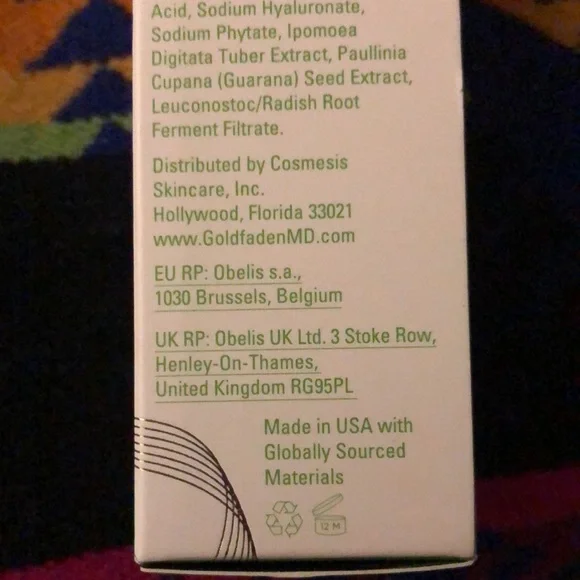 Acid, Sodium Hyaluronate,
Sodium Phytate, Ipomoea
Digitata Tuber Extract, Paullinia
Cupana (Guarana) Seed Extract,
Leuconostoc/Radish Root
Ferment Filtrate.
Distributed by Cosmesis
Skincare, Inc.
Hollywood, Florida 33021
www.GoldfadenMD.com
EU RP: Obelis s.a.,
1030 Brussels, Belgium
UK RP: Obelis UK Ltd. 3 Stoke Row,
Henley-On-Thames,
United Kingdom RG95PL
Made in USA with
Globally Sourced
Materials
12 M